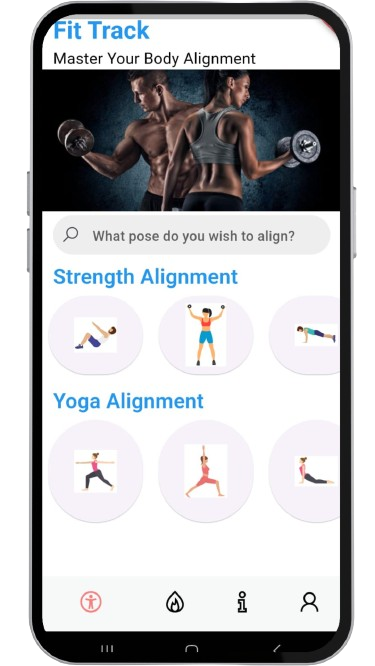 Fit Track
Master Your Body Alignment
What pose do you wish to align?
Strength Alignment
Yoga Alignment